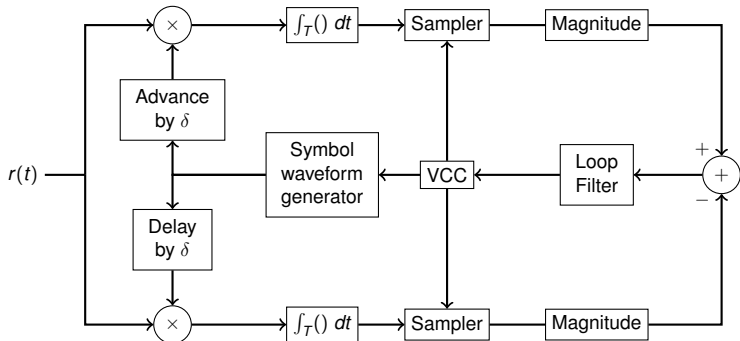 × ∫T() dt Sampler Magnitude
Advance
by δ
+
r(t)
Symbol
waveform
generator
VCC
Loop
Filter
+
−
Delay
by δ
× ∫T() dt Sampler Magnitude